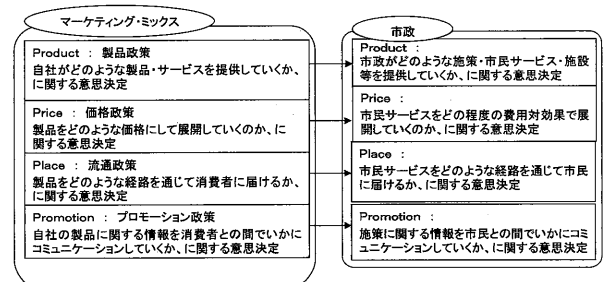 マーケティング・ミックス
Product ： 製品政策
自社がどのような製品・サービスを提供していくか、
に関する意思決定
Price ： 価格政策
製品をどのような価格にして展開していくのか、に
関する意思決定
Place ： 流通政策
製品をどのような経路を通じて消費者に届けるか、
に関する意思決定
Promotion ： プロモーション政策
自社の製品に関する情報を消費者との間でいかに
コミュニケーションしていくか、に関する意思決定
市政
Product ：
市政がどのような施策・市民サービス・施設
等を提供していくか、に関する意思決定
Price ：
市民サービスをどの程度の費用対効果で展
開していくのか、に関する意思決定
Place ：
市民サービスをどのような経路を通じて市民
に届けるか、に関する意思決定
Promotion ：
施策に関する情報を市民との間でいかにコミ
ュニケーションしていくか、に関する意思決定